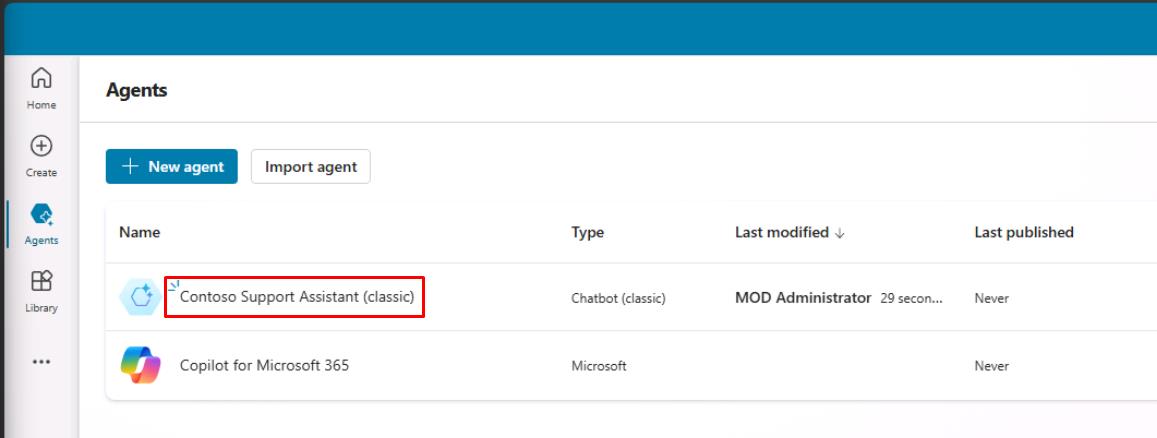 Agents
Home
Create
Agents
Library
New agent Import agent
Name Type Last modified Last published
Contoso Support Assistant (classic) Chatbot (classic) MOD Administrator 29 secon... Never
Copilot for Microsoft 365 Microsoft Never